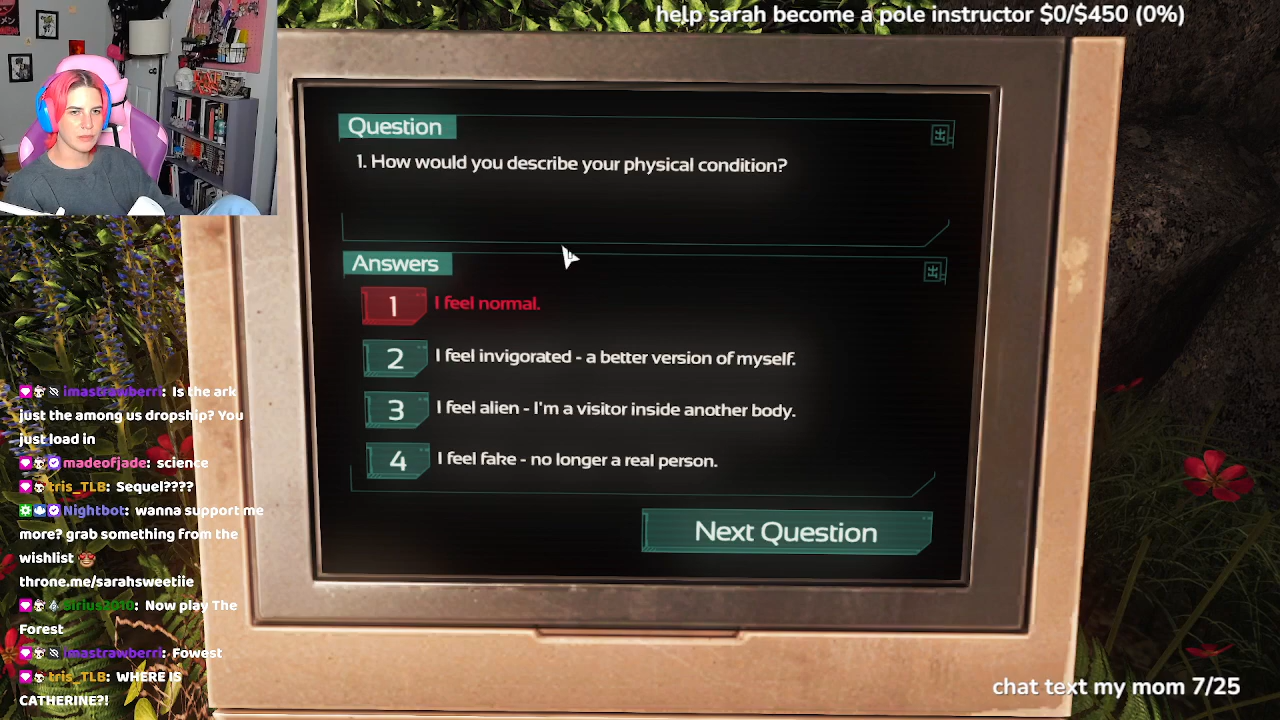 help sarah become a pole instructor $0/$450 (0%)
Question
1. How would you describe your physical condition?
Answers
1 I feel normal.
2 I feel invigorated - a better version of myself.
3 I feel alien - I'm a visitor inside another body.
4 I feel fake - no longer a real person.
Next Question
imastrawberri: Is the ark
just the among us dropship? You
just load in
madeofjade: science
tris_TLB: Sequel????
Nightbot: wanna support me
more? grab something from the
wishlist
throne.me/sarahsweetiie
Sirius2010: Now play The
Forest
imastrawberri: Fowest
tris_TLB: WHERE IS
CATHERINE?!
chat text my mom 7/25